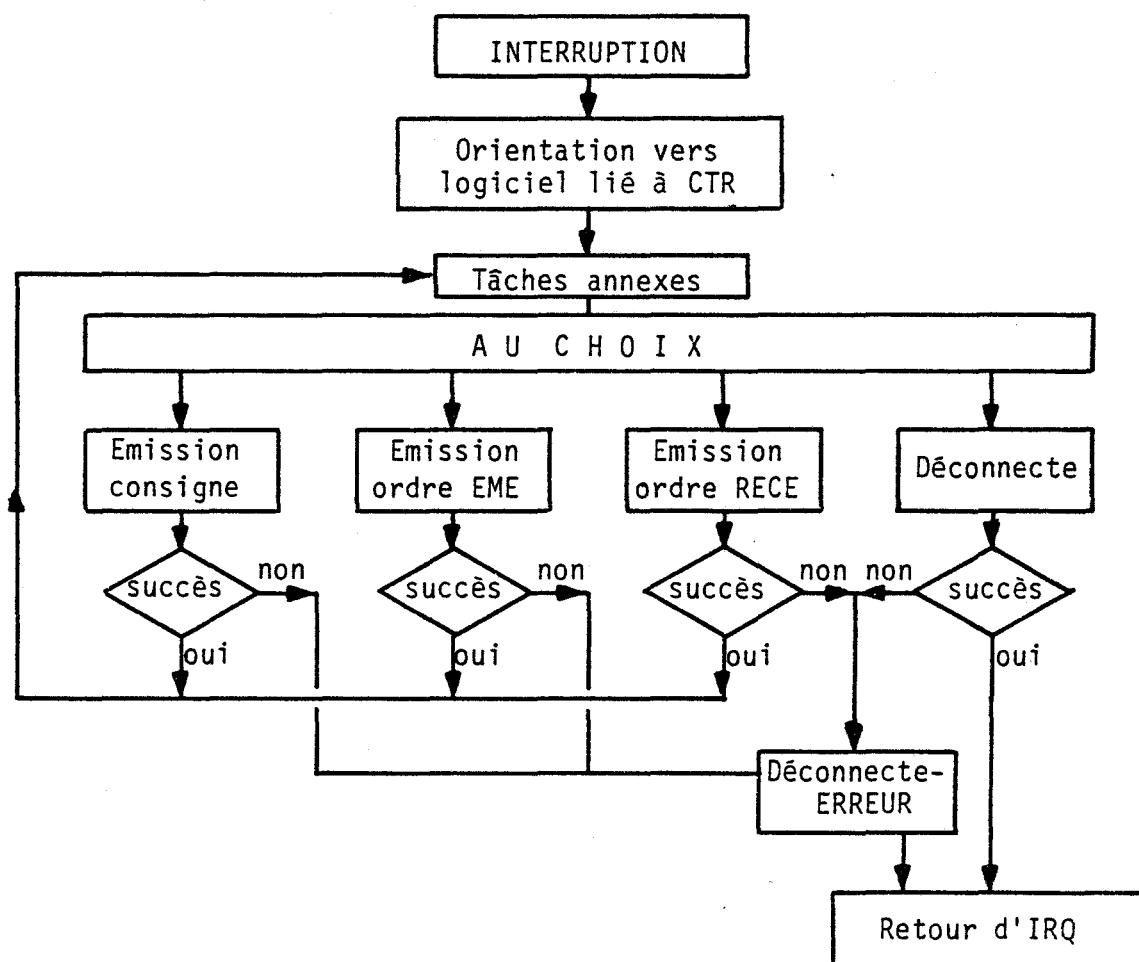 INTERRUPTION
Orientation vers
logiciel lié à CTR
Tâches annexes
A U C H O I X
Emission
consigne
Emission
ordre EME
Emission
ordre RECE
Déconnecte
succès
non
succès
non
succès
non
non
succès
oui
oui
oui
oui
Déconnecte-
ERREUR
Retour d'IRQ